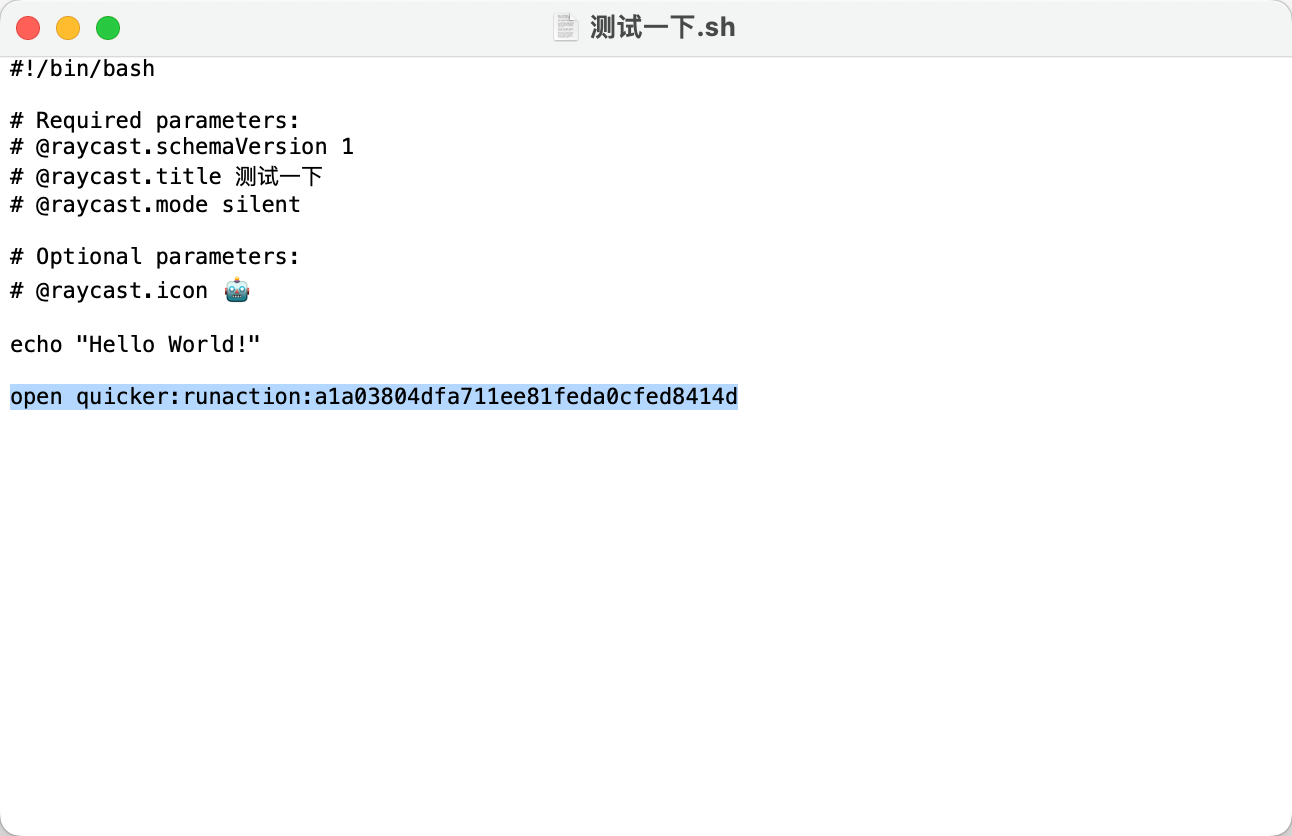 测试一下.sh
#!/bin/bash
# Required parameters:
# @raycast.schemaVersion 1
# @raycast.title 测试一下
# @raycast.mode silent
# Optional parameters:
# @raycast.icon 🤖
echo "Hello World!"
open quicker:runaction:a1a03804dfa711ee81feda0cfed8414d